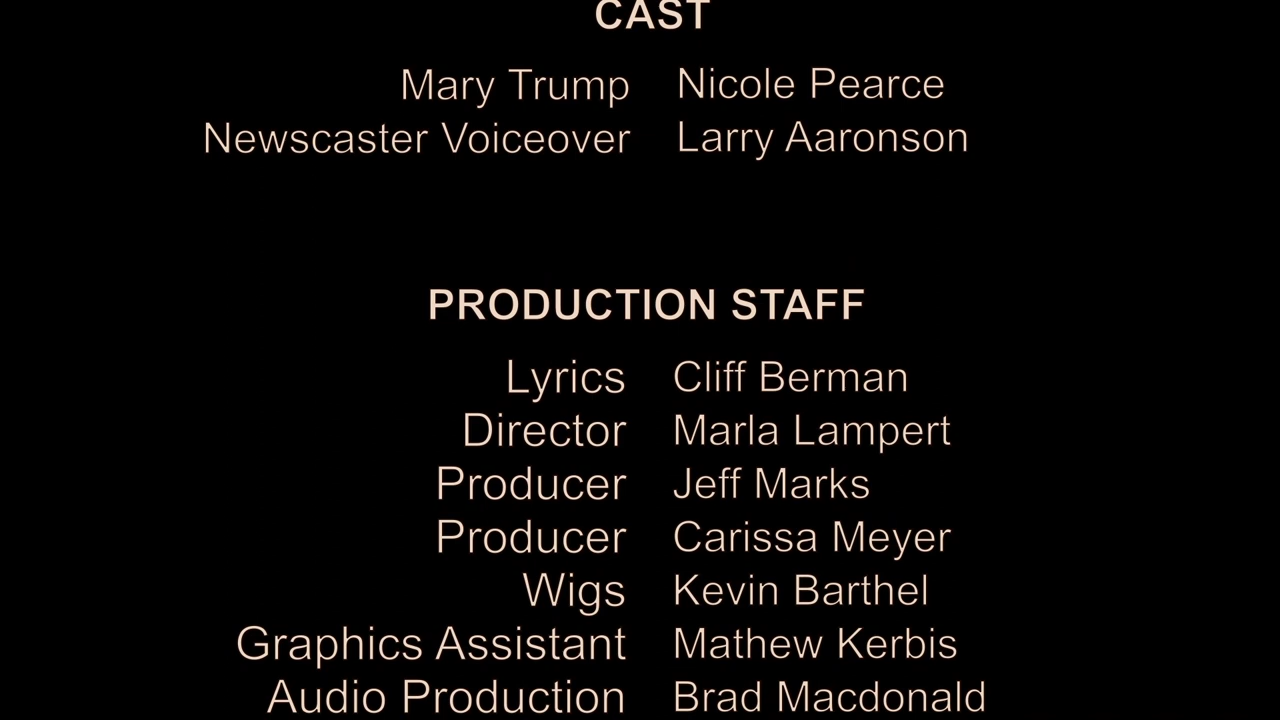 CAST
Mary Trump Nicole Pearce
Newscaster Voiceover Larry Aaronson
PRODUCTION STAFF
Lyrics Cliff Berman
Director Marla Lampert
Producer Jeff Marks
Producer Carissa Meyer
Wigs Kevin Barthel
Graphics Assistant Mathew Kerbis
Audio Production Brad Macdonald